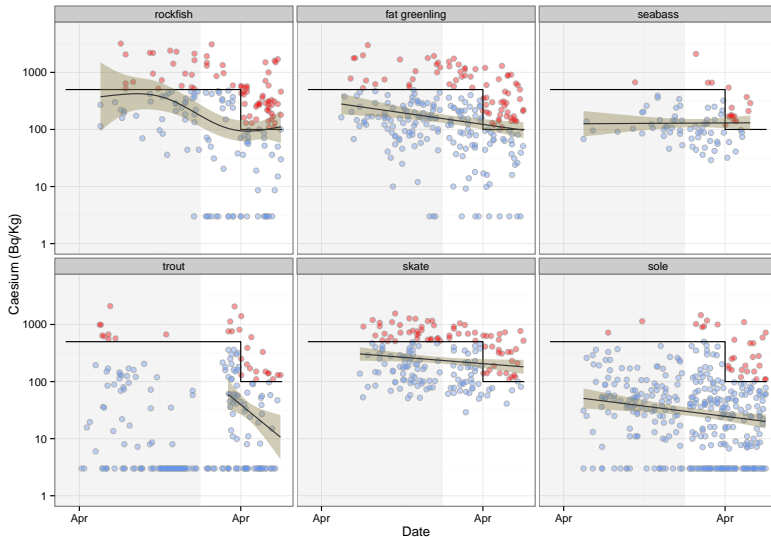 rockfish
fat greenling
seabass
1000
100
10
1
Caesium (Bq/Kg)
trout
skate
sole
1000
100
10
1
Apr
Apr
Apr
Apr
Apr
Apr
Date